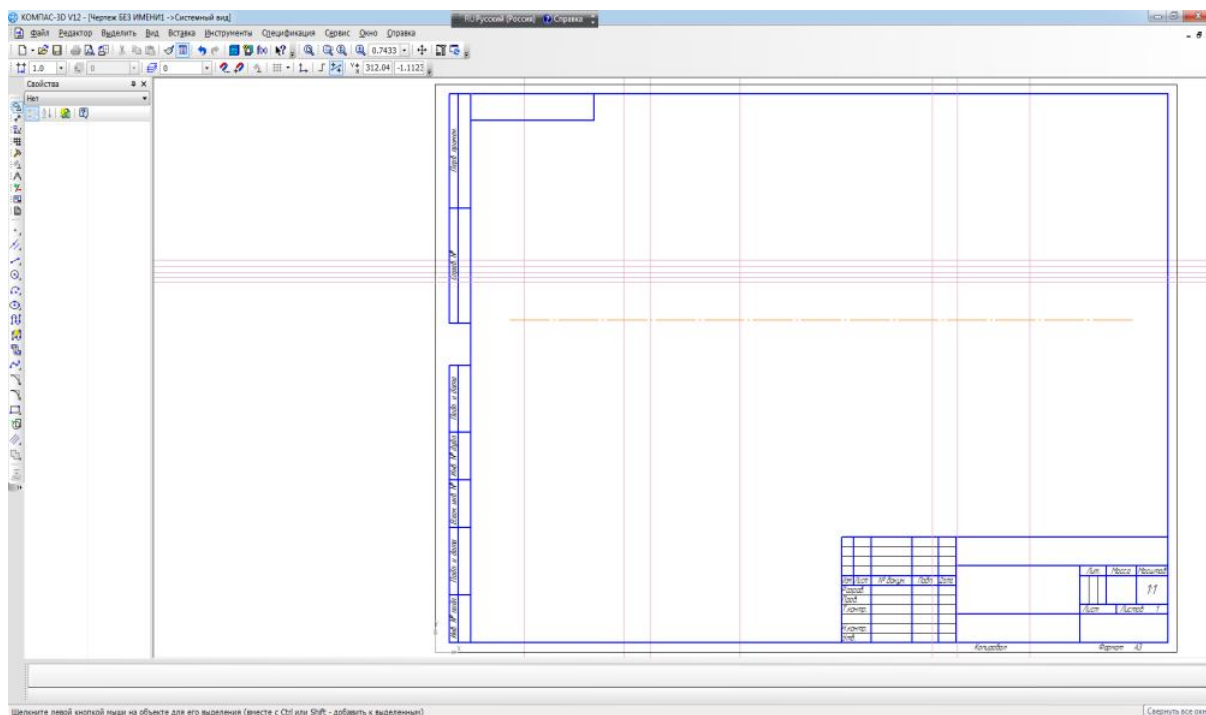 КОМПАС-3D V12 - [Чертеж БЕЗ ИМЕНИ1 ->Системный вид]
RU Русский (Россия) Справка
Файл Редактор Выделить Вид Вставка Инструменты Спецификация Сервис Окно Справка
0.7433
1.0 0 0 312.04 -1.1123
Свойства
Нет
Перв. примен.
Справ. №
Подп. и дата
Инв. № дубл.
Взам. инв. №
Подп. и дата
Инв. № подл.
Изм. Лист № докум. Подп. Дата
Разраб.
Пров.
Т.контр.
Н.контр.
Утв.
Лит. Масса Масштаб
1:1
Лист Листов 1
Копировал Формат А3
Щелкните левой кнопкой мыши на объекте для его выделения (вместе с Ctrl или Shift - добавить к выделенным)
Свернуть все окн